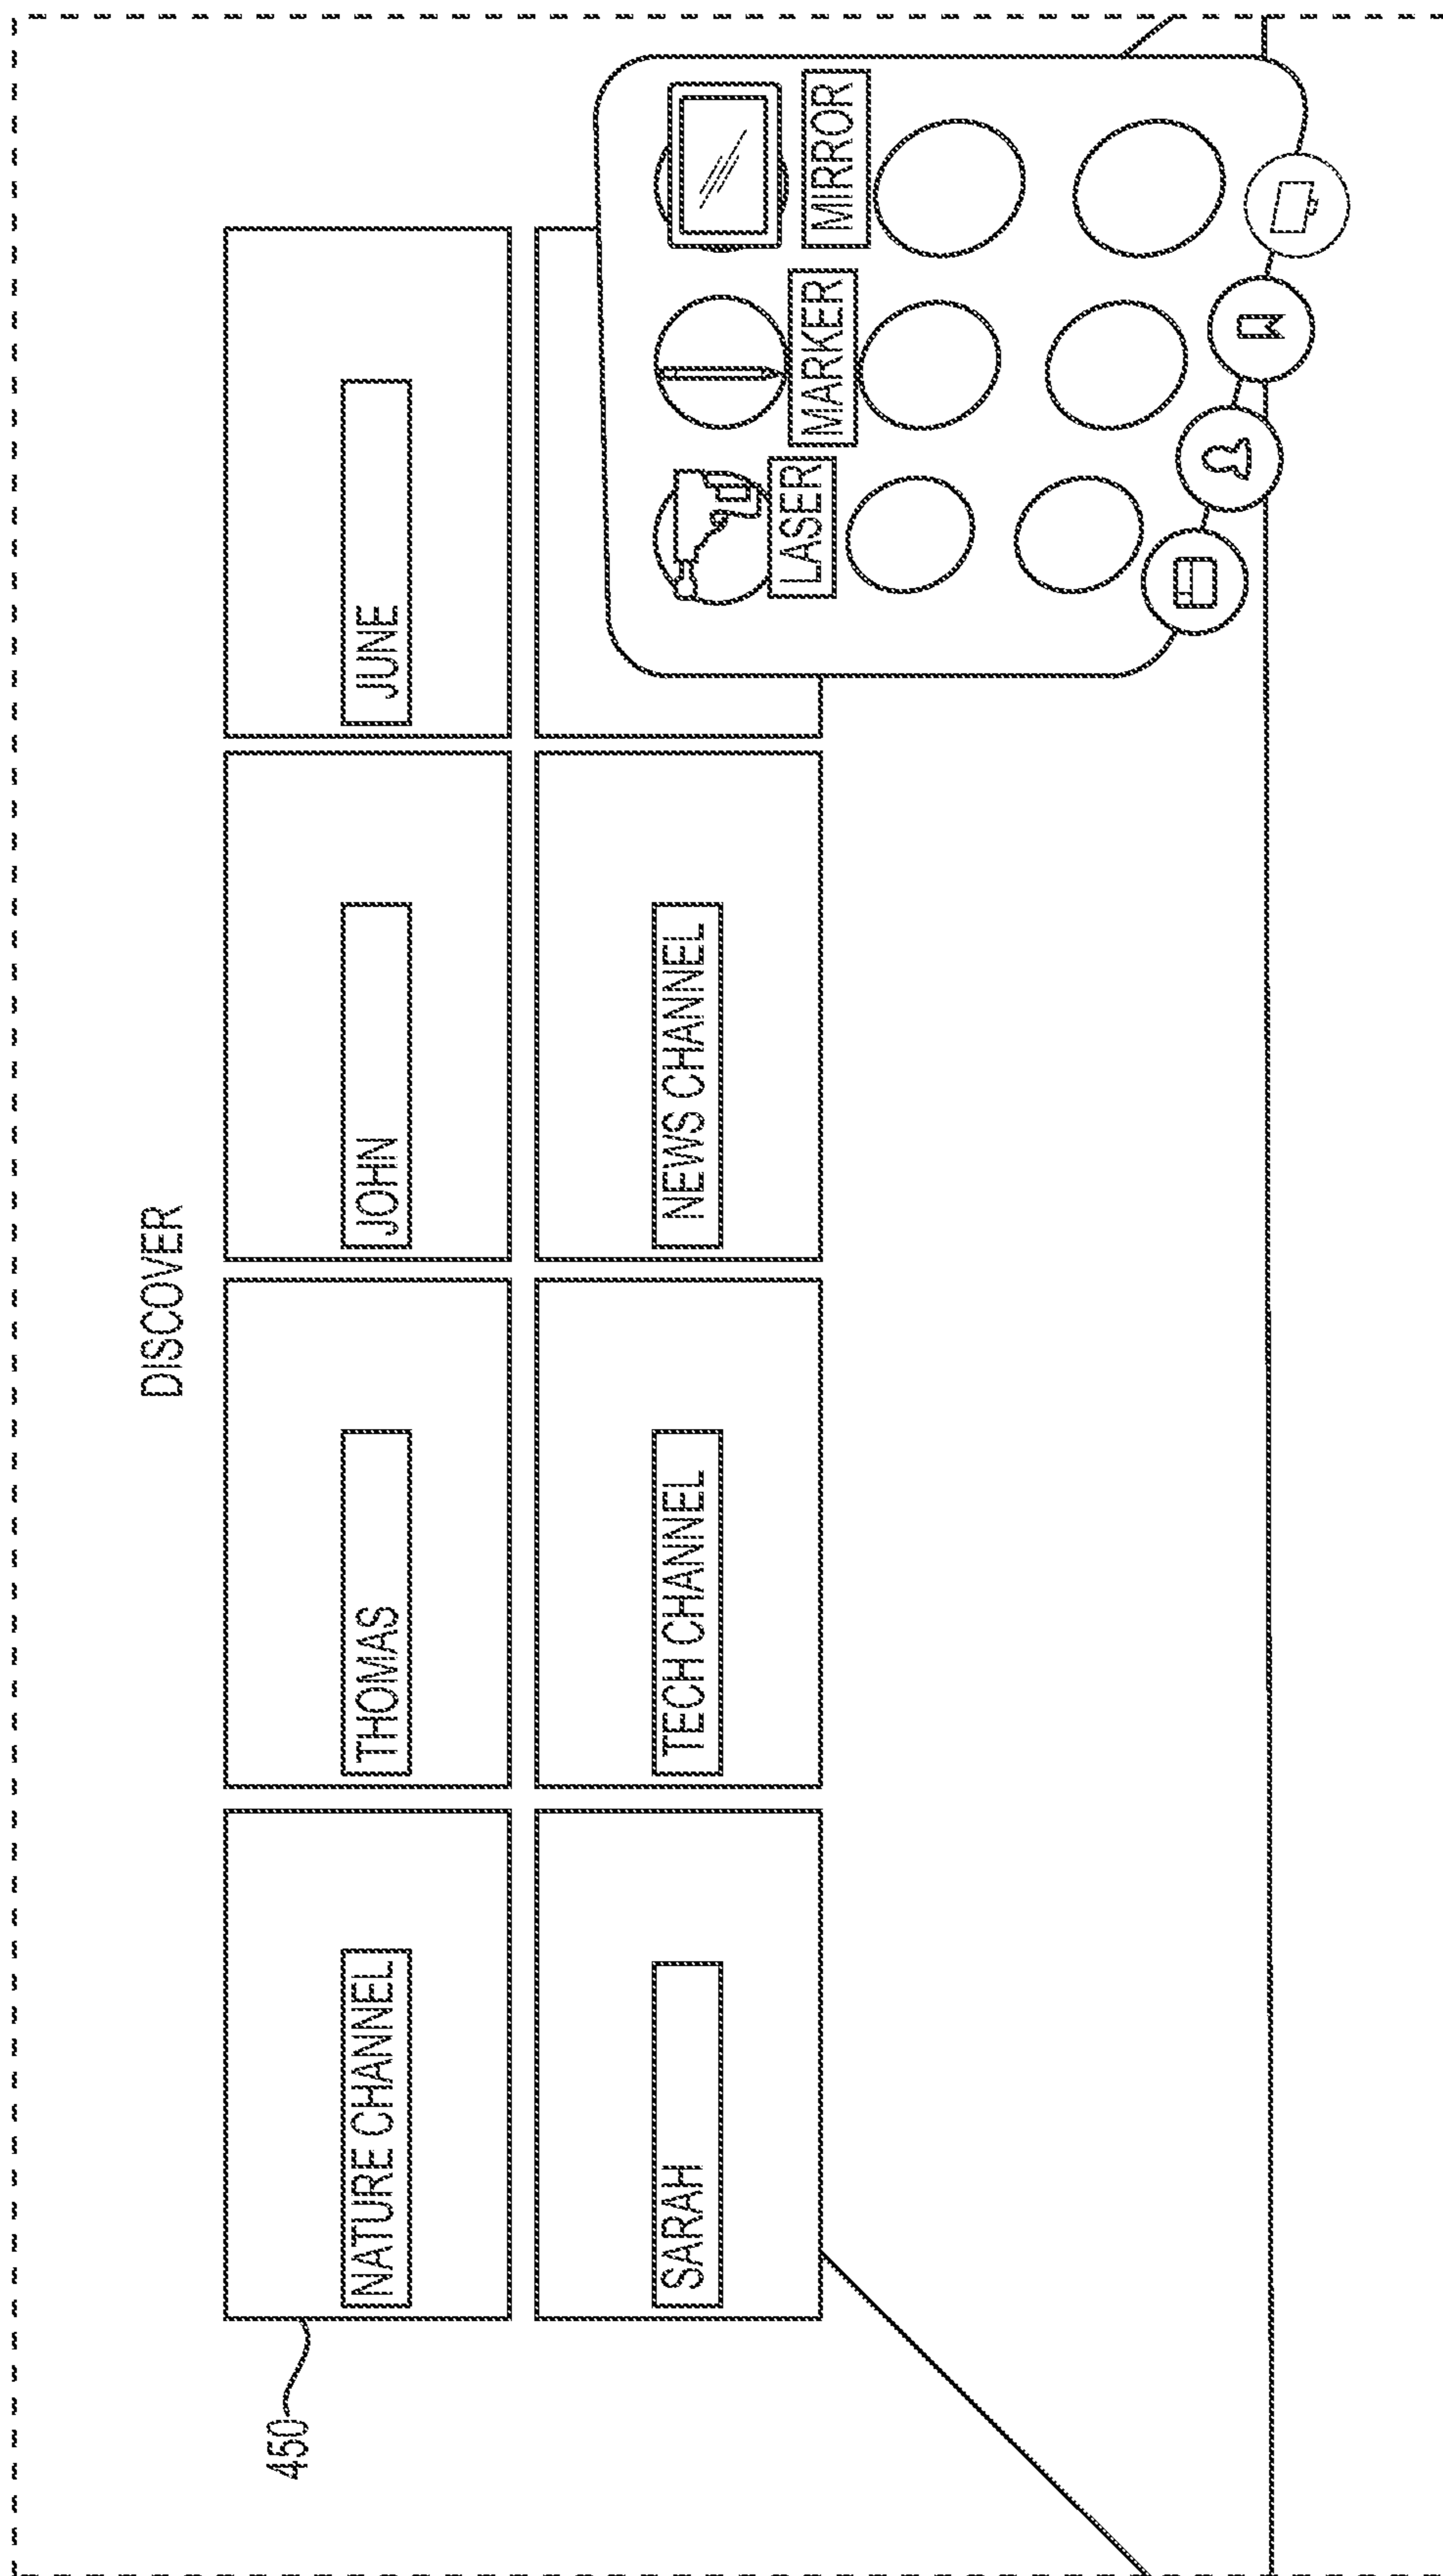 DISCOVER
450
NATURE CHANNEL
THOMAS
JOHN
JUNE
SARAH
TECH CHANNEL
NEWS CHANNEL
LASER
MARKER
MIRROR